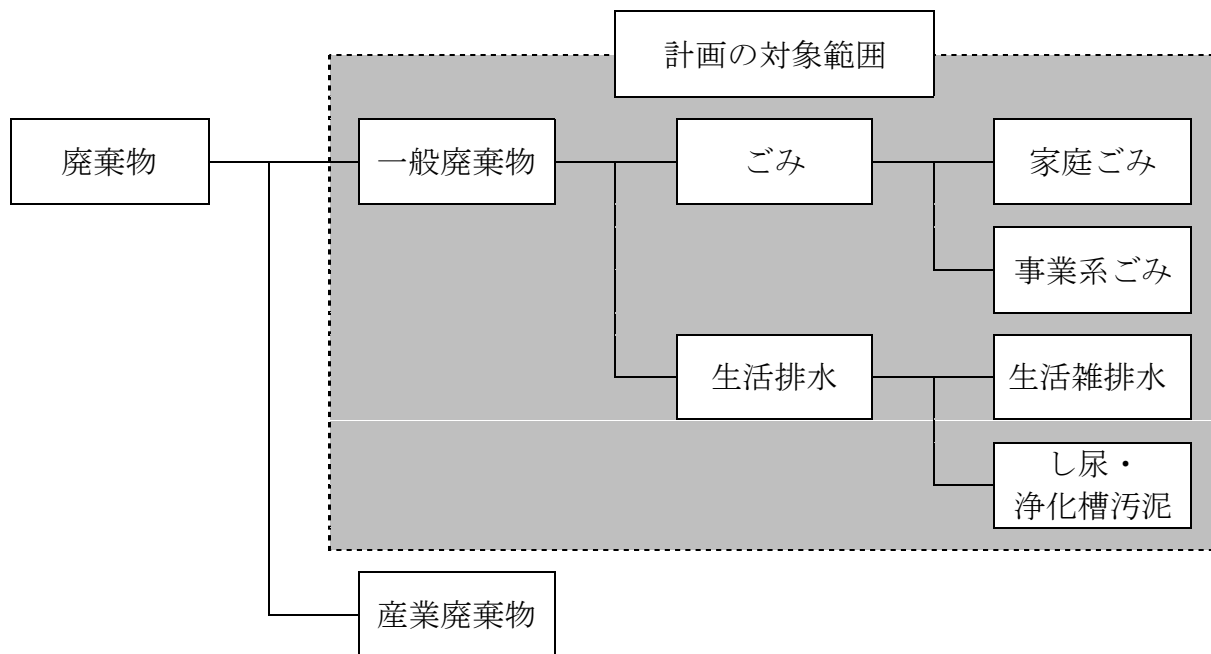 計画の対象範囲
廃棄物
一般廃棄物
ごみ
家庭ごみ
事業系ごみ
生活排水
生活雑排水
し尿・
浄化槽汚泥
産業廃棄物